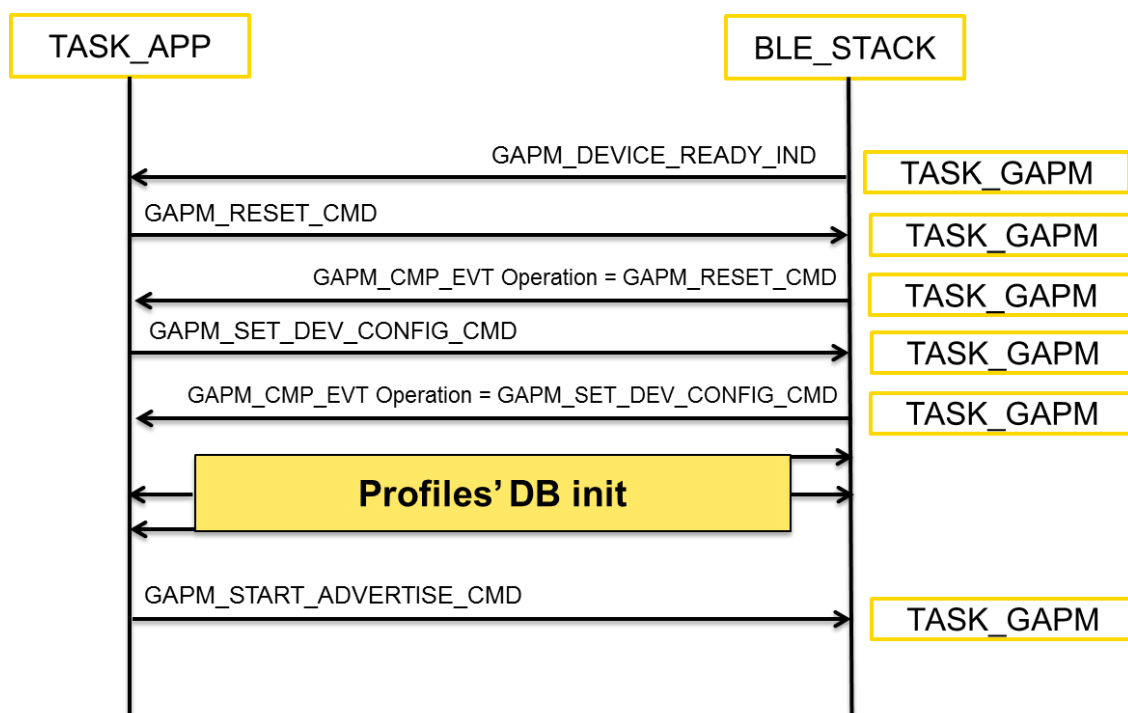 TASK_APP
BLE_STACK
GAPM_DEVICE_READY_IND
TASK_GAPM
GAPM_RESET_CMD
TASK_GAPM
GAPM_CMP_EVT Operation = GAPM_RESET_CMD
TASK_GAPM
GAPM_SET_DEV_CONFIG_CMD
TASK_GAPM
GAPM_CMP_EVT Operation = GAPM_SET_DEV_CONFIG_CMD
TASK_GAPM
Profiles’ DB init
GAPM_START_ADVERTISE_CMD
TASK_GAPM